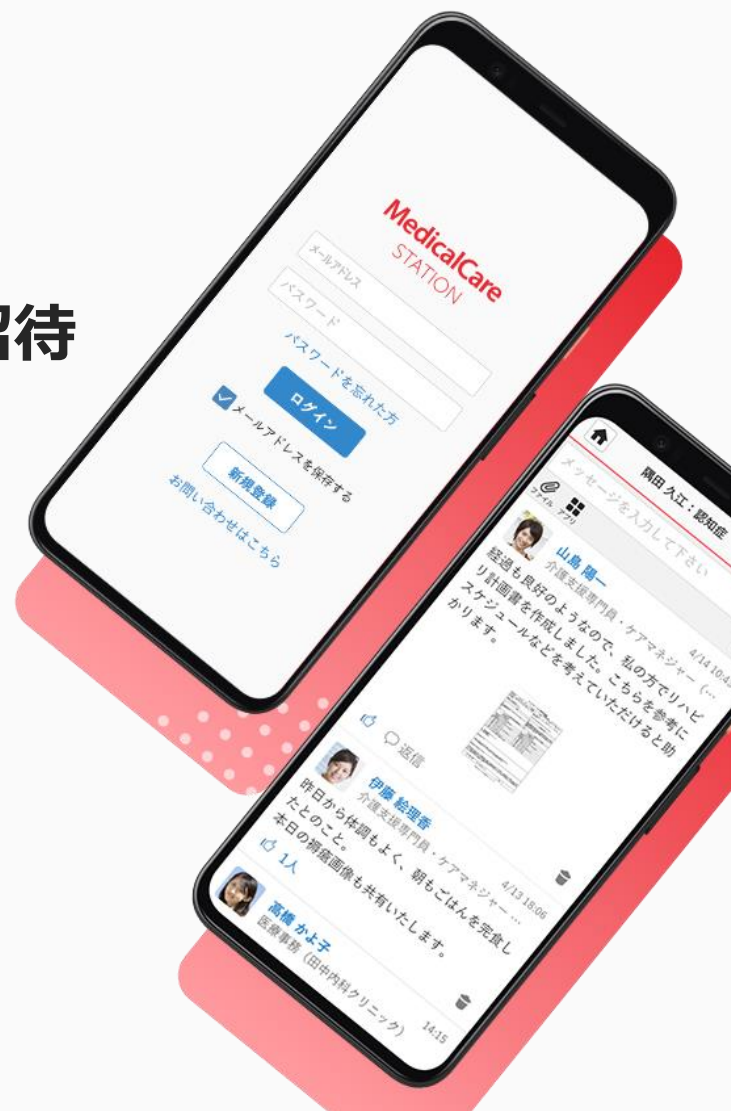 招待
MedicalCare
STATION
メールアドレス
パスワード
パスワードを忘れた方
ログイン
メールアドレスを保存する
新規登録
お問い合わせはこちら
隅田 久江：認知症
メッセージを入力して下さい
ファイル アプリ
山島 陽一
介護支援専門員・ケアマネジャー（…
4/14 10:43
経過も良好のようなので、私の方でリハビ
リ計画書を作成しました。こちらを参考に
スケジュールなどを考えていただけると助
かります。
返信
伊藤 絵理香
介護支援専門員・ケアマネジャー…
4/13 18:06
昨日から体調もよく、朝もごはんを完食し
たとのこと。
本日の褥瘡画像も共有いたします。
1人
高橋 かよ子
医療事務（田中内科クリニック）
14:15